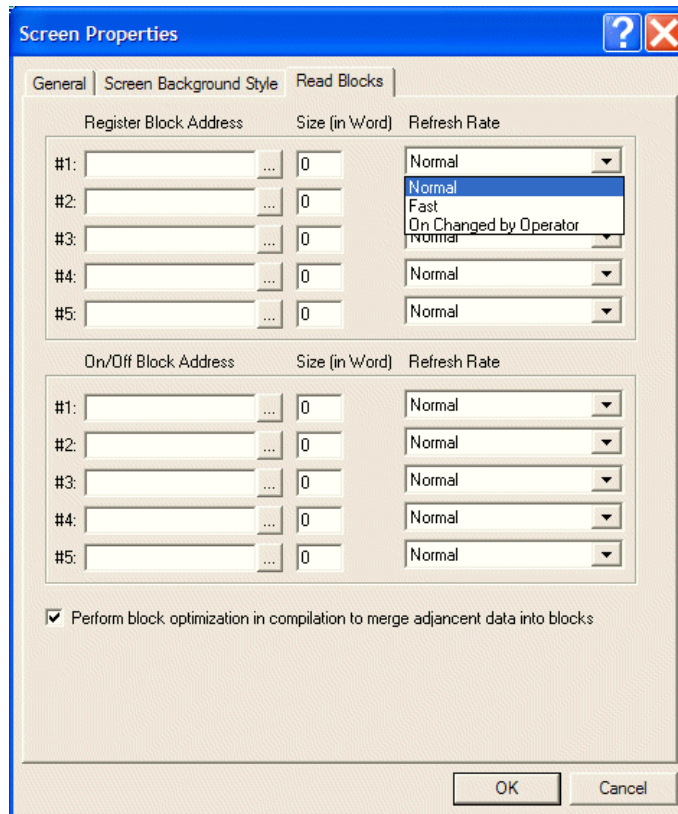 Screen Properties
General Screen Background Style Read Blocks
Register Block Address Size (in Word) Refresh Rate
#1: ... 0 Normal
Normal
#2: ... 0 Fast
On Changed by Operator
#3: ... 0 Normal
#4: ... 0 Normal
#5: ... 0 Normal
On/Off Block Address Size (in Word) Refresh Rate
#1: ... 0 Normal
#2: ... 0 Normal
#3: ... 0 Normal
#4: ... 0 Normal
#5: ... 0 Normal
Perform block optimization in compilation to merge adjancent data into blocks
OK Cancel